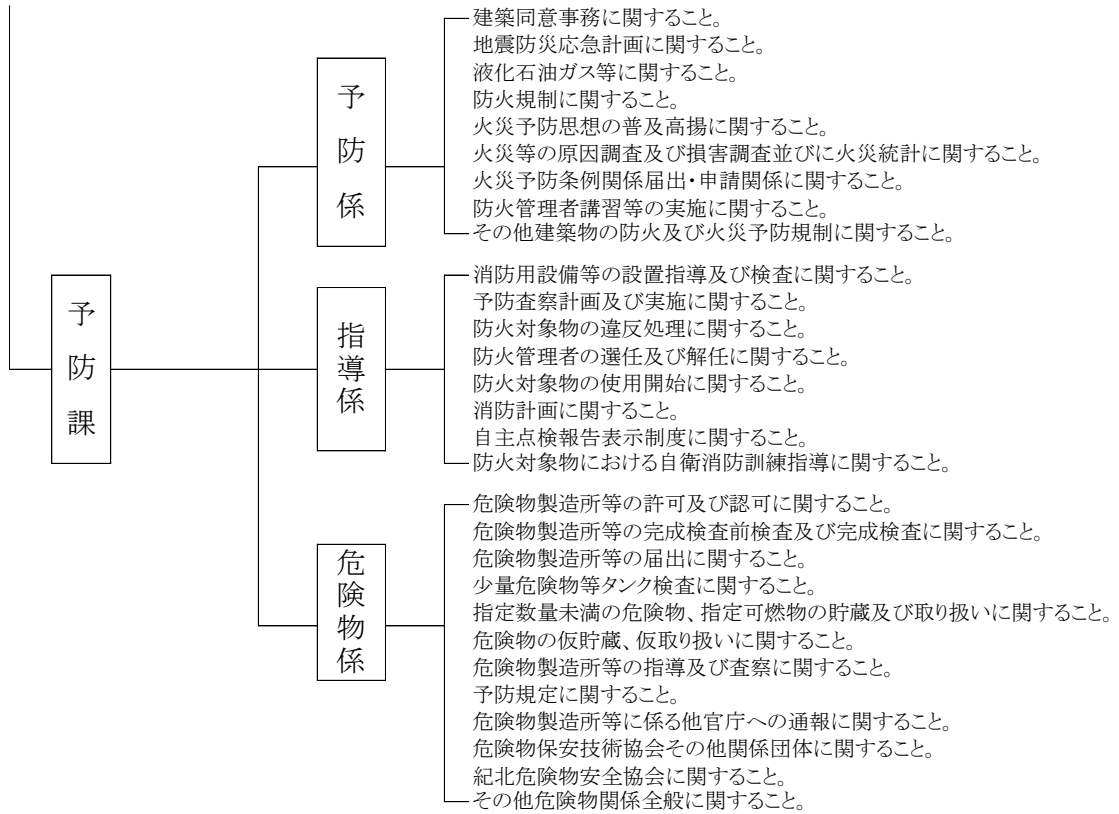 予防課
予防係
建築同意事務に関すること。
地震防災応急計画に関すること。
液化石油ガス等に関すること。
防火規制に関すること。
火災予防思想の普及高揚に関すること。
火災等の原因調査及び損害調査並びに火災統計に関すること。
火災予防条例関係届出・申請関係に関すること。
防火管理者講習等の実施に関すること。
その他建築物の防火及び火災予防規制に関すること。
指導係
消防用設備等の設置指導及び検査に関すること。
予防査察計画及び実施に関すること。
防火対象物の違反処理に関すること。
防火管理者の選任及び解任に関すること。
防火対象物の使用開始に関すること。
消防計画に関すること。
自主点検報告表示制度に関すること。
防火対象物における自衛消防訓練指導に関すること。
危険物係
危険物製造所等の許可及び認可に関すること。
危険物製造所等の完成検査前検査及び完成検査に関すること。
危険物製造所等の届出に関すること。
少量危険物等タンク検査に関すること。
指定数量未満の危険物、指定可燃物の貯蔵及び取り扱いに関すること。
危険物の仮貯蔵、仮取り扱いに関すること。
危険物製造所等の指導及び査察に関すること。
予防規定に関すること。
危険物製造所等に係る他官庁への通報に関すること。
危険物保安技術協会その他関係団体に関すること。
紀北危険物安全協会に関すること。
その他危険物関係全般に関すること。